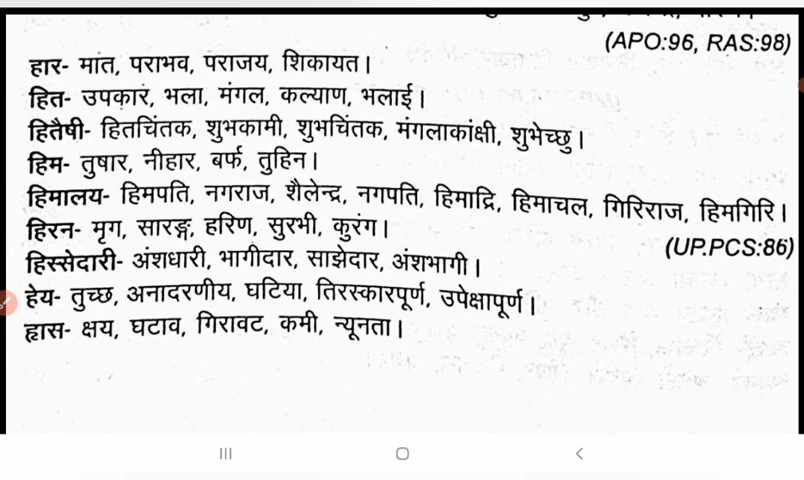 (APO:96, RAS:98)
हार- मांत, पराभव, पराजय, शिकायत।
हित- उपकार, भला, मंगल, कल्याण, भलाई।
हितैषी- हितचिंतक, शुभकामी, शुभचिंतक, मंगलाकांक्षी, शुभेच्छु।
हिम- तुषार, नीहार, बर्फ, तुहिन।
हिमालय- हिमपति, नगराज, शैलेन्द्र, नगपति, हिमाद्रि, हिमाचल, गिरिराज, हिमगिरि।
हिरन- मृग, सारङ्ग, हरिण, सुरभी, कुरंग।
(UP.PCS:86)
हिस्सेदारी- अंशधारी, भागीदार, साझेदार, अंशभागी।
हेय- तुच्छ, अनादरणीय, घटिया, तिरस्कारपूर्ण, उपेक्षापूर्ण।
ह्रास- क्षय, घटाव, गिरावट, कमी, न्यूनता।